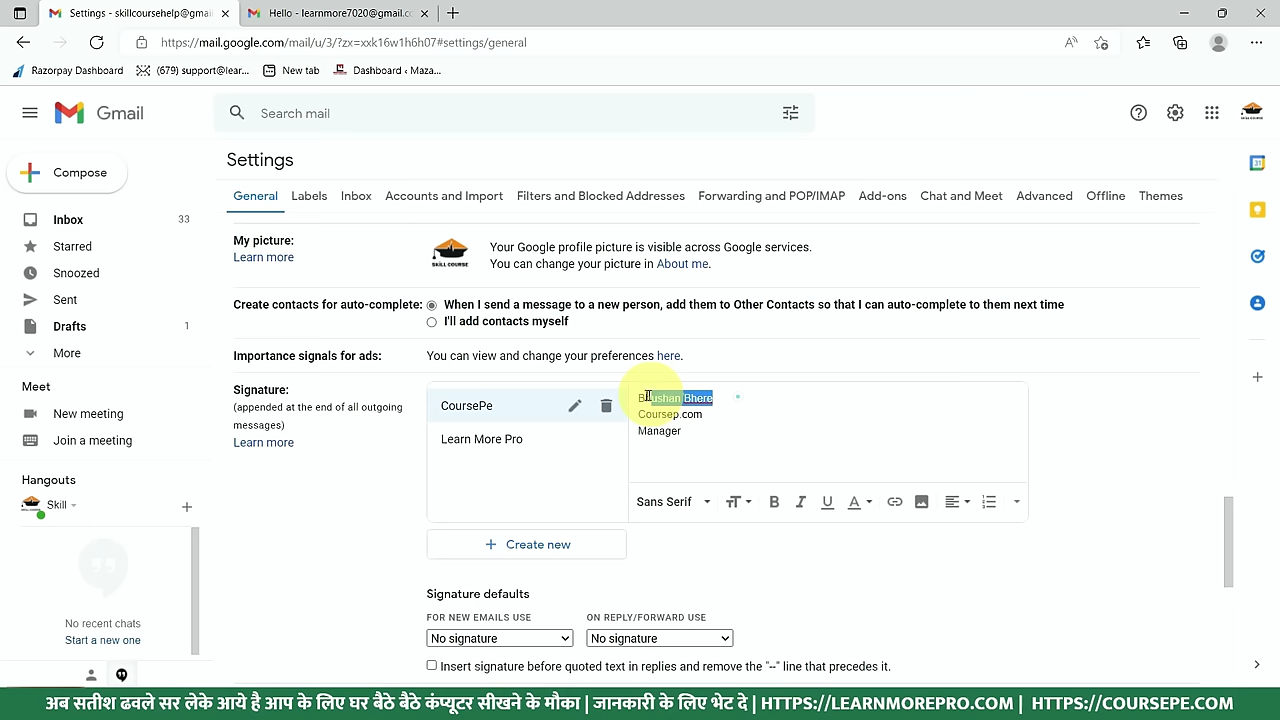 Settings - skillcoursehelp@gmai
Hello - learnmore7020@gmail.c
https://mail.google.com/mail/u/3/?zx=xxk16w1h6h07#settings/general
Razorpay Dashboard
(679) support@lear...
New tab
Dashboard ‹ Maza...
Gmail
Search mail
Compose
Inbox 33
Starred
Snoozed
Sent
Drafts 1
More
Meet
New meeting
Join a meeting
Hangouts
Skill
No recent chats
Start a new one
Settings
General Labels Inbox Accounts and Import Filters and Blocked Addresses Forwarding and POP/IMAP Add-ons Chat and Meet Advanced Offline Themes
My picture:
Learn more
SKILL COURSE
Your Google profile picture is visible across Google services.
You can change your picture in About me.
Create contacts for auto-complete:
When I send a message to a new person, add them to Other Contacts so that I can auto-complete to them next time
I'll add contacts myself
Importance signals for ads:
You can view and change your preferences here.
Signature:
(appended at the end of all outgoing
messages)
Learn more
CoursePe
Learn More Pro
Bhere
Coursep.com
Manager
Sans Serif
Create new
Signature defaults
FOR NEW EMAILS USE ON REPLY/FORWARD USE
No signature No signature
Insert signature before quoted text in replies and remove the "--" line that precedes it.
अब सतीश ढवले सर लेके आये है आप के लिए घर बैठे बैठे कंप्यूटर सीखने के मौका | जानकारी के लिए भेट दे | HTTPS://LEARNMOREPRO.COM | HTTPS://COURSEPE.COM